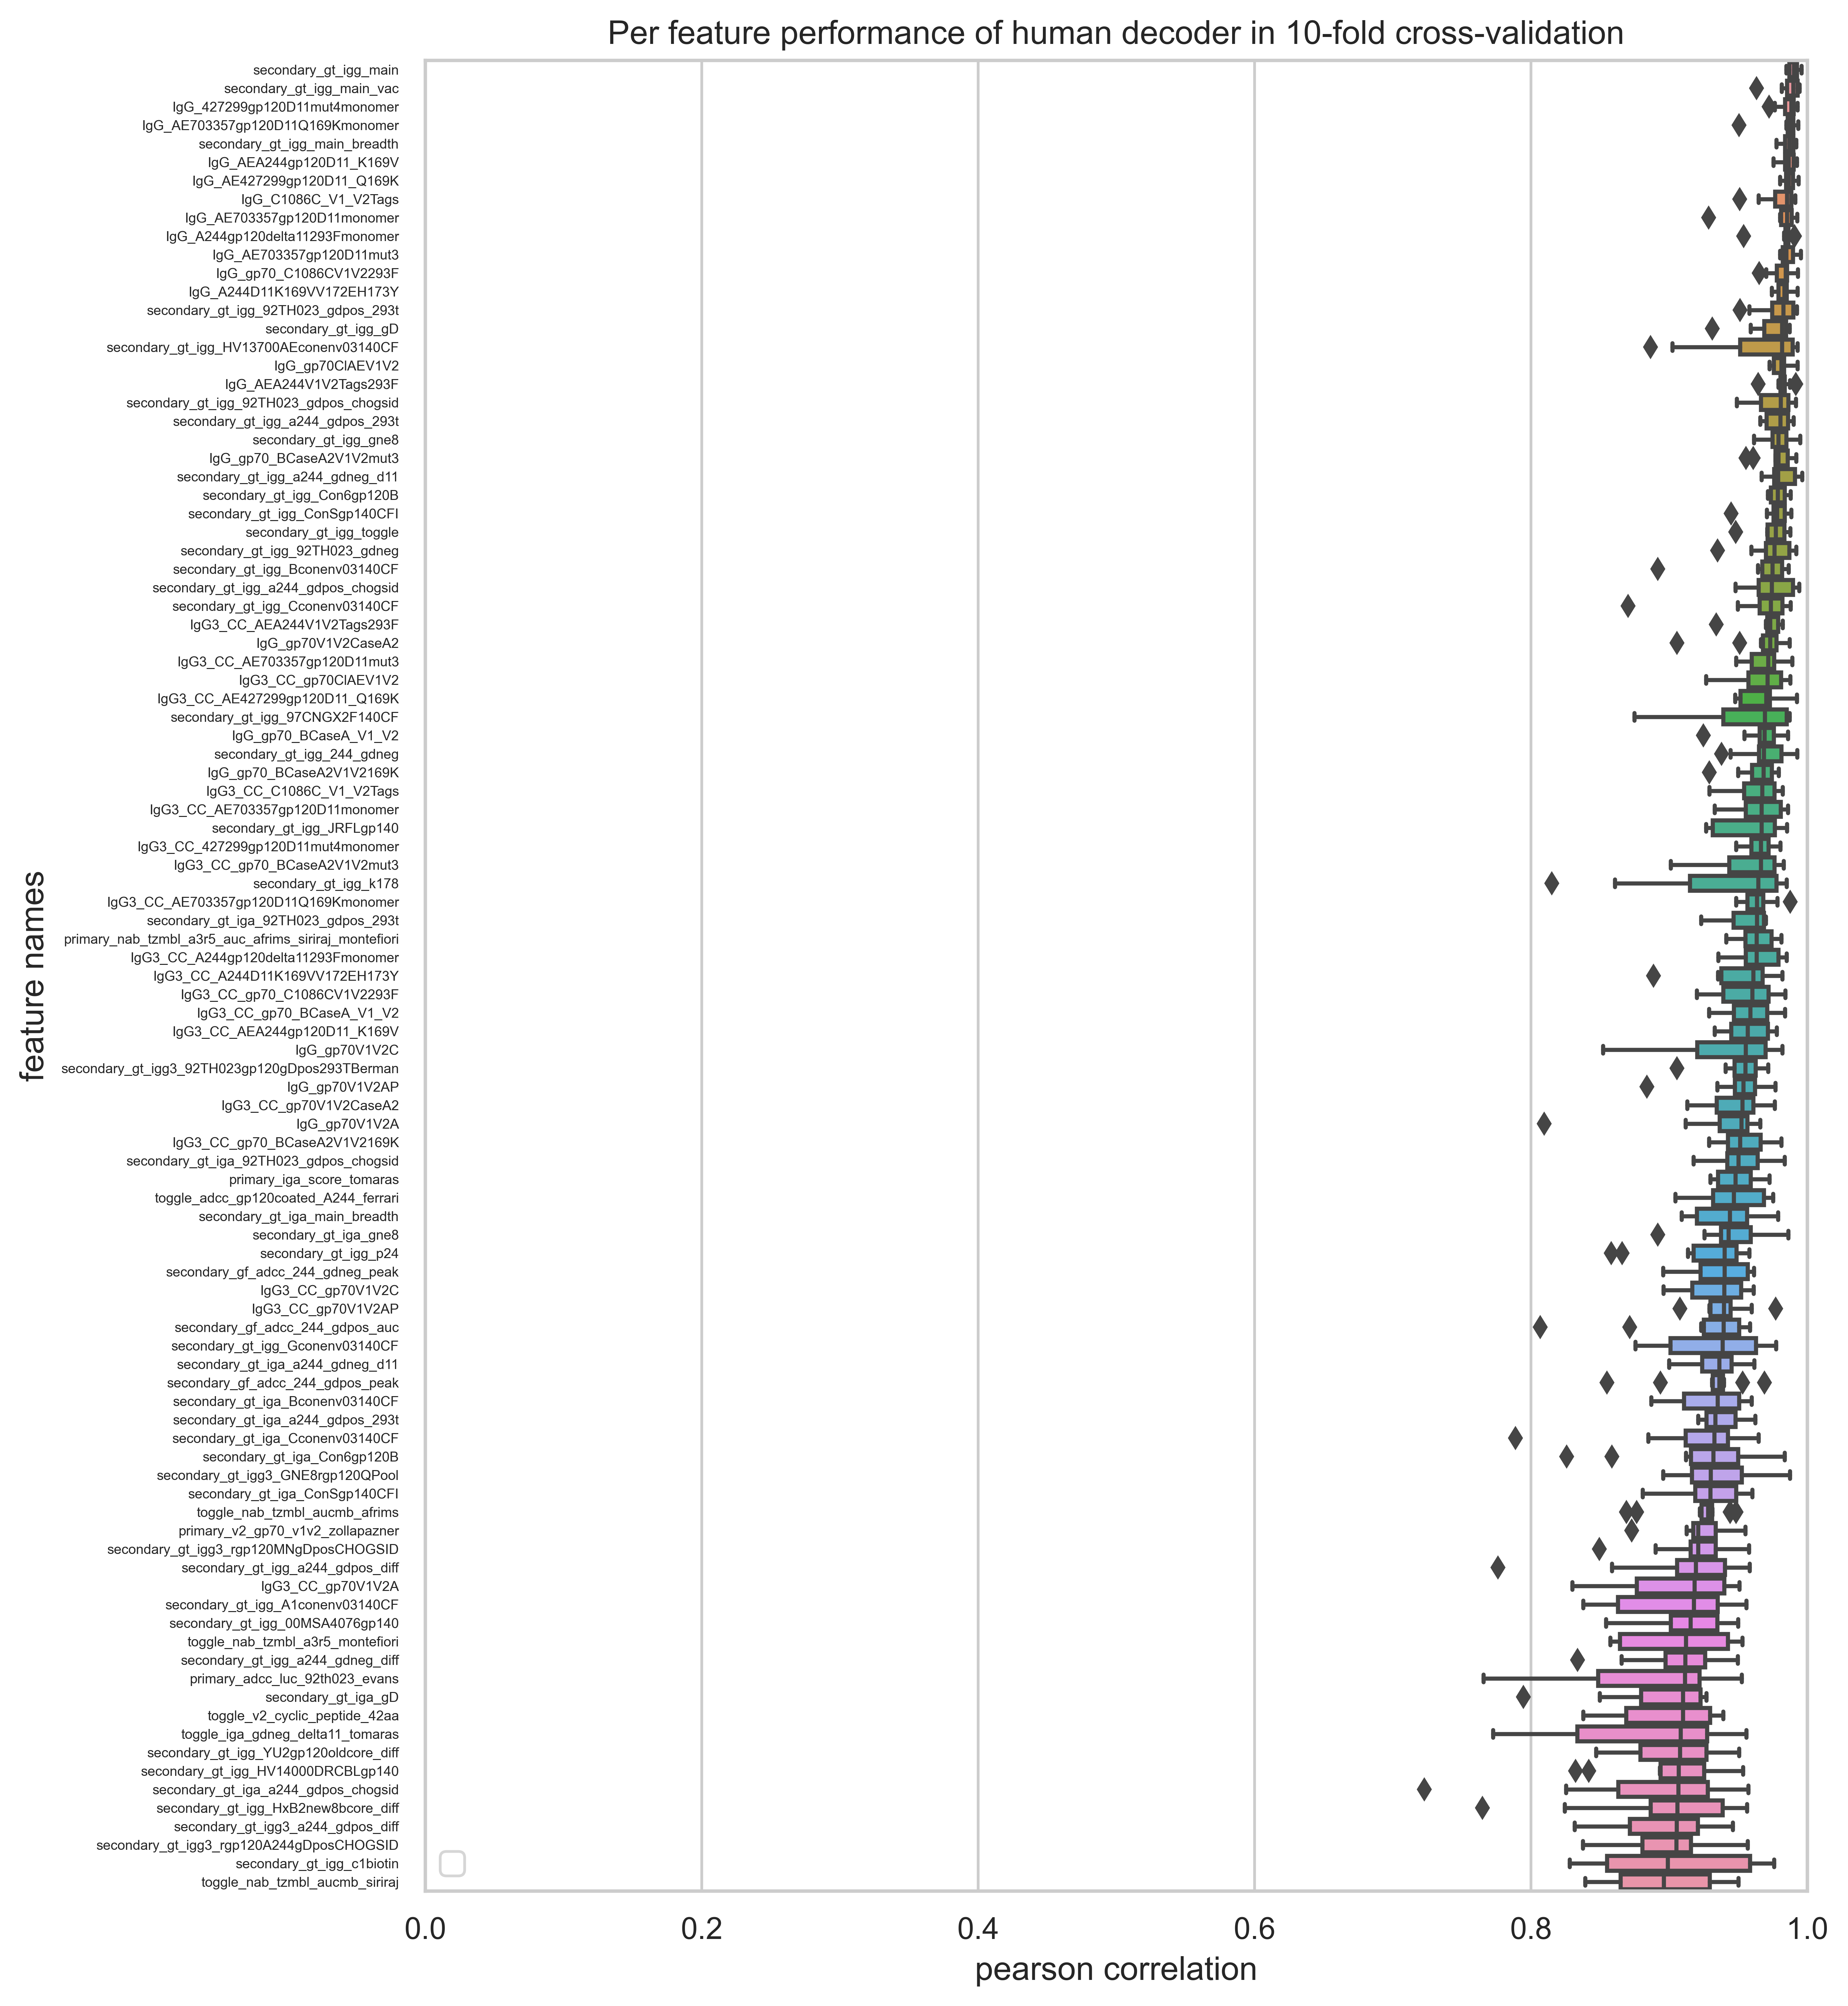 Per feature performance of human decoder in 10-fold cross-validation
secondary_gt_igg_main
secondary_gt_igg_main_vac
IgG_427299gp120D11mut4monomer
IgG_AE703357gp120D11Q169Kmonomer
secondary_gt_igg_main_breadth
IgG_AEA244gp120D11_K169V
IgG_AE427299gp120D11_Q169K
IgG_C1086C_V1_V2Tags
IgG_AE703357gp120D11monomer
IgG_A244gp120delta11293Fmonomer
IgG_AE703357gp120D11mut3
IgG_gp70_C1086CV1V2293F
IgG_A244D11K169VV172EH173Y
secondary_gt_igg_92TH023_gdpos_293t
secondary_gt_igg_gD
secondary_gt_igg_HV13700AEconenv03140CF
IgG_gp70ClAEV1V2
IgG_AEA244V1V2Tags293F
secondary_gt_igg_92TH023_gdpos_chogsid
secondary_gt_igg_a244_gdpos_293t
secondary_gt_igg_gne8
IgG_gp70_BCaseA2V1V2mut3
secondary_gt_igg_a244_gdneg_d11
secondary_gt_igg_Con6gp120B
secondary_gt_igg_ConSgp140CFI
secondary_gt_igg_toggle
secondary_gt_igg_92TH023_gdneg
secondary_gt_igg_Bconenv03140CF
secondary_gt_igg_a244_gdpos_chogsid
secondary_gt_igg_Cconenv03140CF
IgG3_CC_AEA244V1V2Tags293F
IgG_gp70V1V2CaseA2
IgG3_CC_AE703357gp120D11mut3
IgG3_CC_gp70ClAEV1V2
IgG3_CC_AE427299gp120D11_Q169K
secondary_gt_igg_97CNGX2F140CF
IgG_gp70_BCaseA_V1_V2
secondary_gt_igg_244_gdneg
IgG_gp70_BCaseA2V1V2169K
IgG3_CC_C1086C_V1_V2Tags
IgG3_CC_AE703357gp120D11monomer
secondary_gt_igg_JRFLgp140
IgG3_CC_427299gp120D11mut4monomer
IgG3_CC_gp70_BCaseA2V1V2mut3
secondary_gt_igg_k178
IgG3_CC_AE703357gp120D11Q169Kmonomer
secondary_gt_iga_92TH023_gdpos_293t
primary_nab_tzmbl_a3r5_auc_afrims_siriraj_montefiori
IgG3_CC_A244gp120delta11293Fmonomer
IgG3_CC_A244D11K169VV172EH173Y
IgG3_CC_gp70_C1086CV1V2293F
IgG3_CC_gp70_BCaseA_V1_V2
IgG3_CC_AEA244gp120D11_K169V
IgG_gp70V1V2C
secondary_gt_igg3_92TH023gp120gDpos293TBerman
IgG_gp70V1V2AP
IgG3_CC_gp70V1V2CaseA2
IgG_gp70V1V2A
IgG3_CC_gp70_BCaseA2V1V2169K
secondary_gt_iga_92TH023_gdpos_chogsid
primary_iga_score_tomaras
toggle_adcc_gp120coated_A244_ferrari
secondary_gt_iga_main_breadth
secondary_gt_iga_gne8
secondary_gt_igg_p24
secondary_gf_adcc_244_gdneg_peak
IgG3_CC_gp70V1V2C
IgG3_CC_gp70V1V2AP
secondary_gf_adcc_244_gdpos_auc
secondary_gt_igg_Gconenv03140CF
secondary_gt_iga_a244_gdneg_d11
secondary_gf_adcc_244_gdpos_peak
secondary_gt_iga_Bconenv03140CF
secondary_gt_iga_a244_gdpos_293t
secondary_gt_iga_Cconenv03140CF
secondary_gt_iga_Con6gp120B
secondary_gt_igg3_GNE8rgp120QPool
secondary_gt_iga_ConSgp140CFI
toggle_nab_tzmbl_aucmb_afrims
primary_v2_gp70_v1v2_zollapazner
secondary_gt_igg3_rgp120MNgDposCHOGSID
secondary_gt_igg_a244_gdpos_diff
IgG3_CC_gp70V1V2A
secondary_gt_igg_A1conenv03140CF
secondary_gt_igg_00MSA4076gp140
toggle_nab_tzmbl_a3r5_montefiori
secondary_gt_igg_a244_gdneg_diff
primary_adcc_luc_92th023_evans
secondary_gt_iga_gD
toggle_v2_cyclic_peptide_42aa
toggle_iga_gdneg_delta11_tomaras
secondary_gt_igg_YU2gp120oldcore_diff
secondary_gt_igg_HV14000DRCBLgp140
secondary_gt_iga_a244_gdpos_chogsid
secondary_gt_igg_HxB2new8bcore_diff
secondary_gt_igg3_a244_gdpos_diff
secondary_gt_igg3_rgp120A244gDposCHOGSID
secondary_gt_igg_c1biotin
toggle_nab_tzmbl_aucmb_siriraj
feature names
0.0 0.2 0.4 0.6 0.8 1.0
pearson correlation